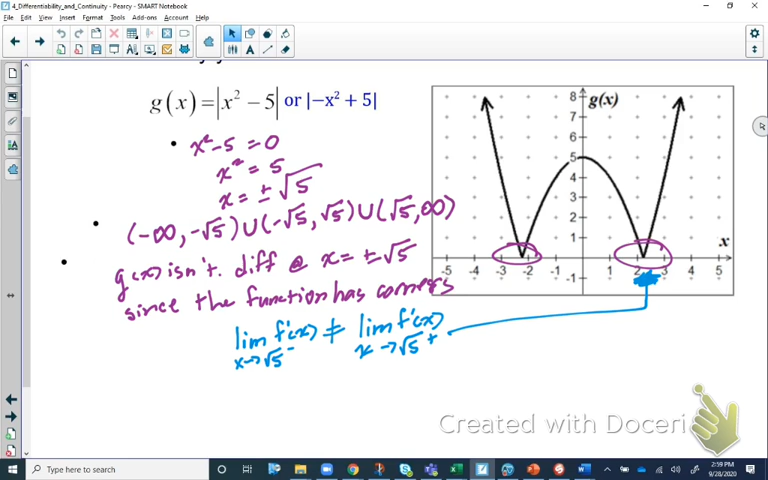 4_Differentiability_and_Continuity - Pearcy - SMART Notebook
File Edit View Insert Format Tools Add-ons Account Help
g(x)=|x² − 5| or |−x² + 5|
• x²-5 = 0
x² = 5
x = ± √5
• (-∞, -√5) ∪ (-√5, √5) ∪ (√5, ∞)
• g(x) isn't diff @ x = ± √5
since the function has corners
lim f'(x) ≠ lim f'(x)
x→√5⁻ x→√5⁺
g(x)
8
7
6
5
4
3
2
1
x
-5 -4 -3 -2 -1 1 2 3 4 5
-1
Created with Doceri
Type here to search
2:59 PM
9/28/2020